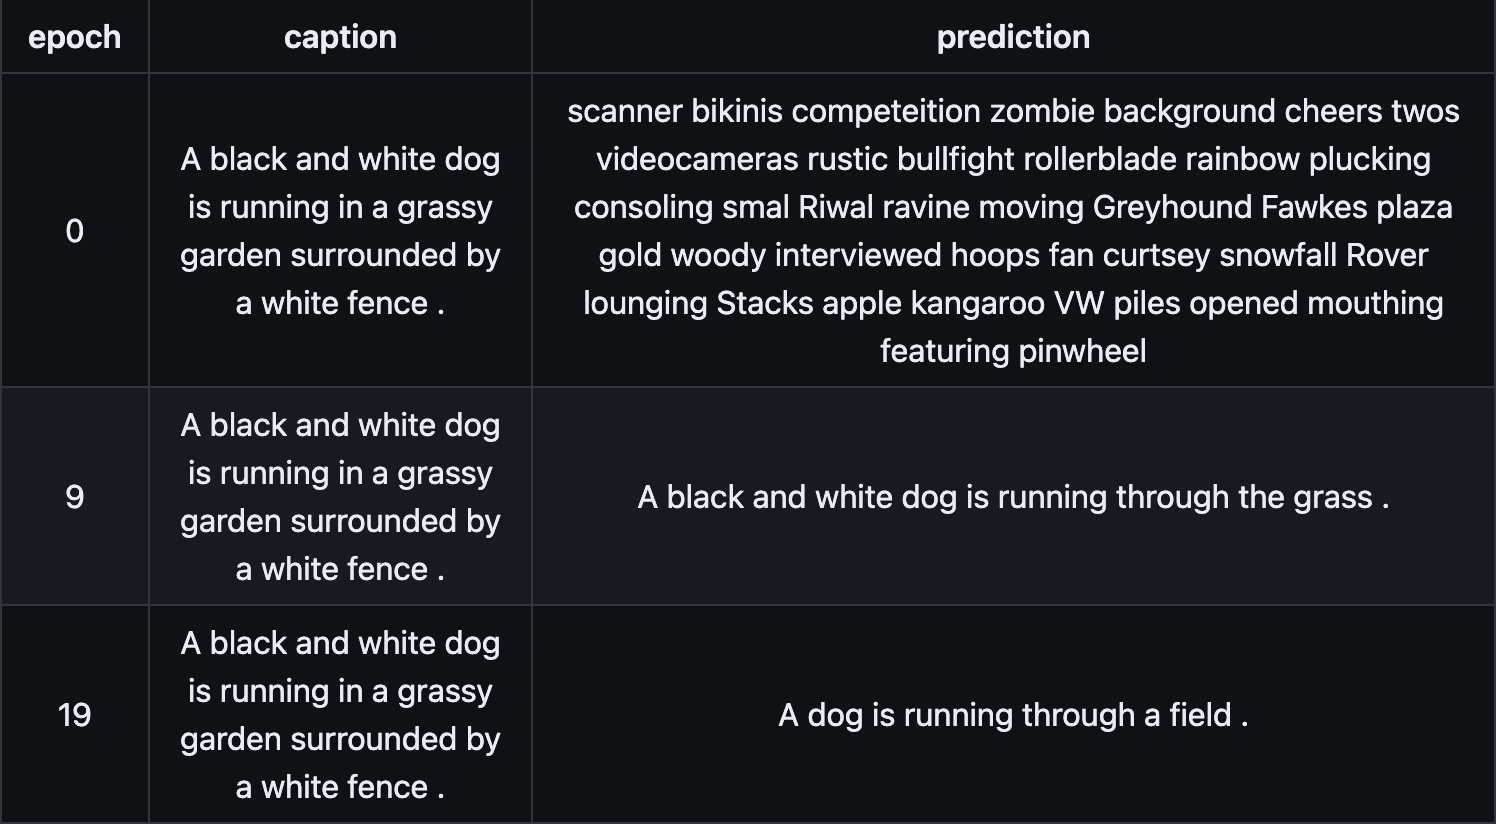 epoch caption prediction
0
A black and white dog
is running in a grassy
garden surrounded by
a white fence .
scanner bikinis competeition zombie background cheers twos
videocameras rustic bullfight rollerblade rainbow plucking
consoling smal Riwal ravine moving Greyhound Fawkes plaza
gold woody interviewed hoops fan curtsey snowfall Rover
lounging Stacks apple kangaroo VW piles opened mouthing
featuring pinwheel
9
A black and white dog
is running in a grassy
garden surrounded by
a white fence .
A black and white dog is running through the grass .
19
A black and white dog
is running in a grassy
garden surrounded by
a white fence .
A dog is running through a field .